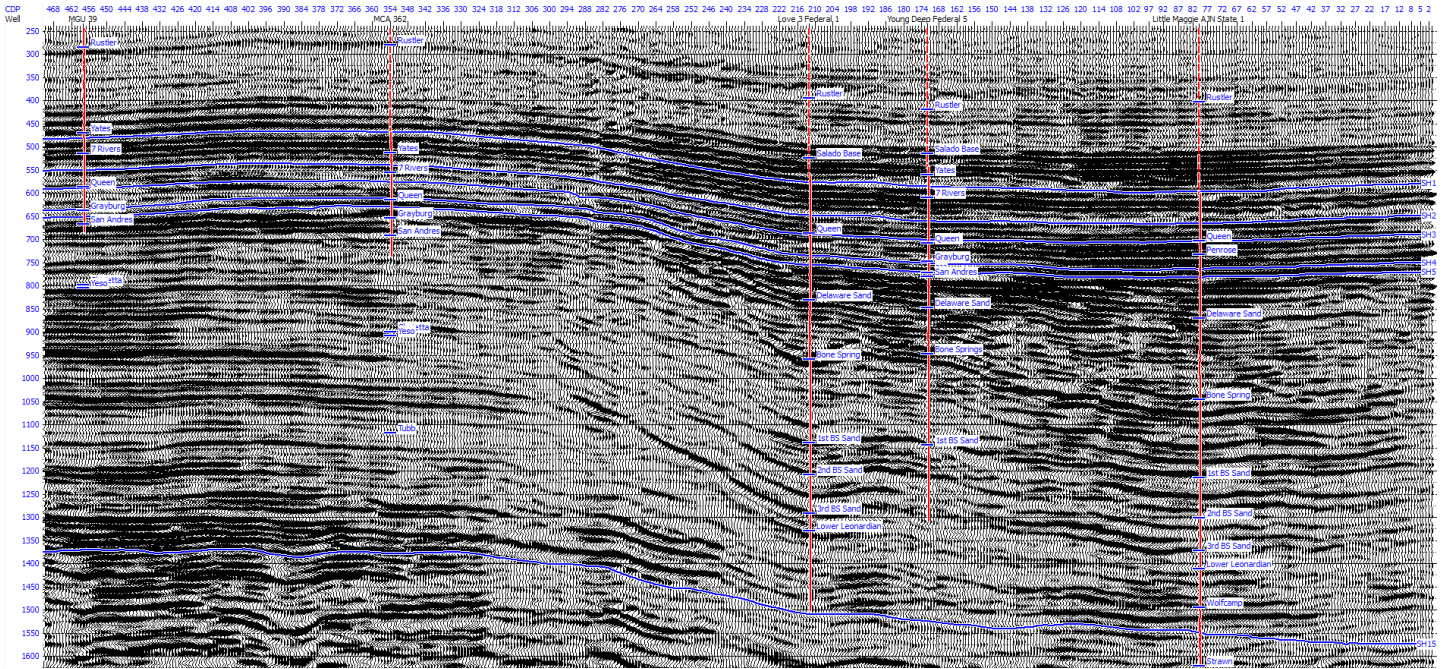 CDP 468 462 456 450 444 438 432 426 420 414 408 402 396 390 384 378 372 366 360 354 348 342 336 330 324 318 312 306 300 294 288 282 276 270 264 258 252 246 240 234 228 222 216 210 204 198 192 186 180 174 168 162 156 150 144 138 132 126 120 114 108 102 97 92 87 82 77 72 67 62 57 52 47 42 37 32 27 22 17 12 8 5 2
Well MGU 39 MCA 362 Love 3 Federal 1 Young Deep Federal 5 Little Maggie AJN State 1
250
Rustler Rustler
300
350
Rustler Rustler
400
Rustler
450
Yates
500
7 Rivers Yates Salado Base Salado Base
550
7 Rivers Yates
Queen SH1
600
Queen 7 Rivers
Grayburg Grayburg
650
San Andres SH2
San Andres Queen
700
Queen Queen SH3
Penrose
750
Grayburg SH4
San Andres SH5
Yeso
800
Delaware Sand
850
Delaware Sand
Delaware Sand
900
Yeso
950
Bone Spring Bone Springs
1000
1050
Bone Spring
1100
Tubb
1150
1st BS Sand 1st BS Sand
1200
2nd BS Sand 1st BS Sand
1250
1300
3rd BS Sand 2nd BS Sand
Lower Leonardian
1350
3rd BS Sand
1400
Lower Leonardian
1450
1500
Wolfcamp
1550
SH15
1600
Strawn